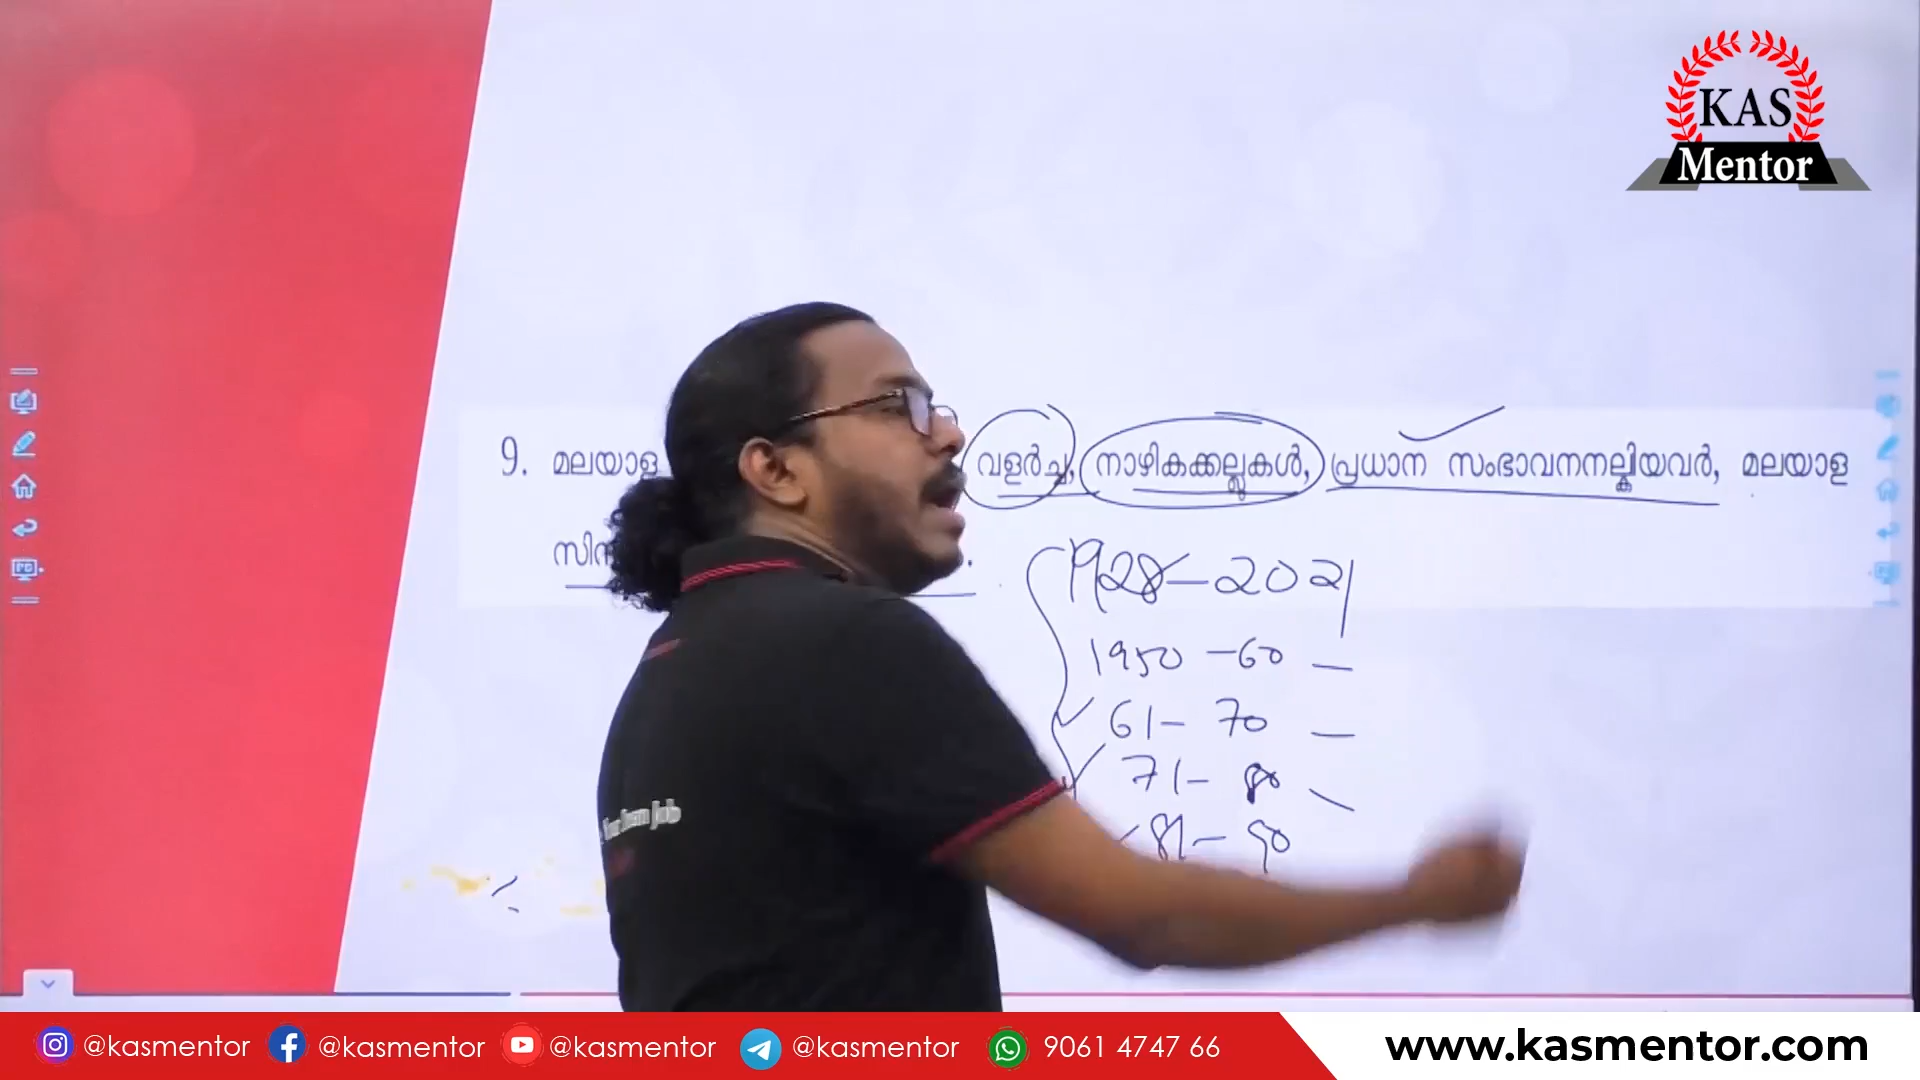 KAS
Mentor
9. മലയാള വളർച്ച, നാഴികക്കല്ലുകൾ, പ്രധാന സംഭാവനനല്കിയവർ, മലയാള
1928-2021
1950-60 -
61-70 -
71-80 -
81-90
Job
@kasmentor @kasmentor @kasmentor @kasmentor 9061 4747 66 www.kasmentor.com